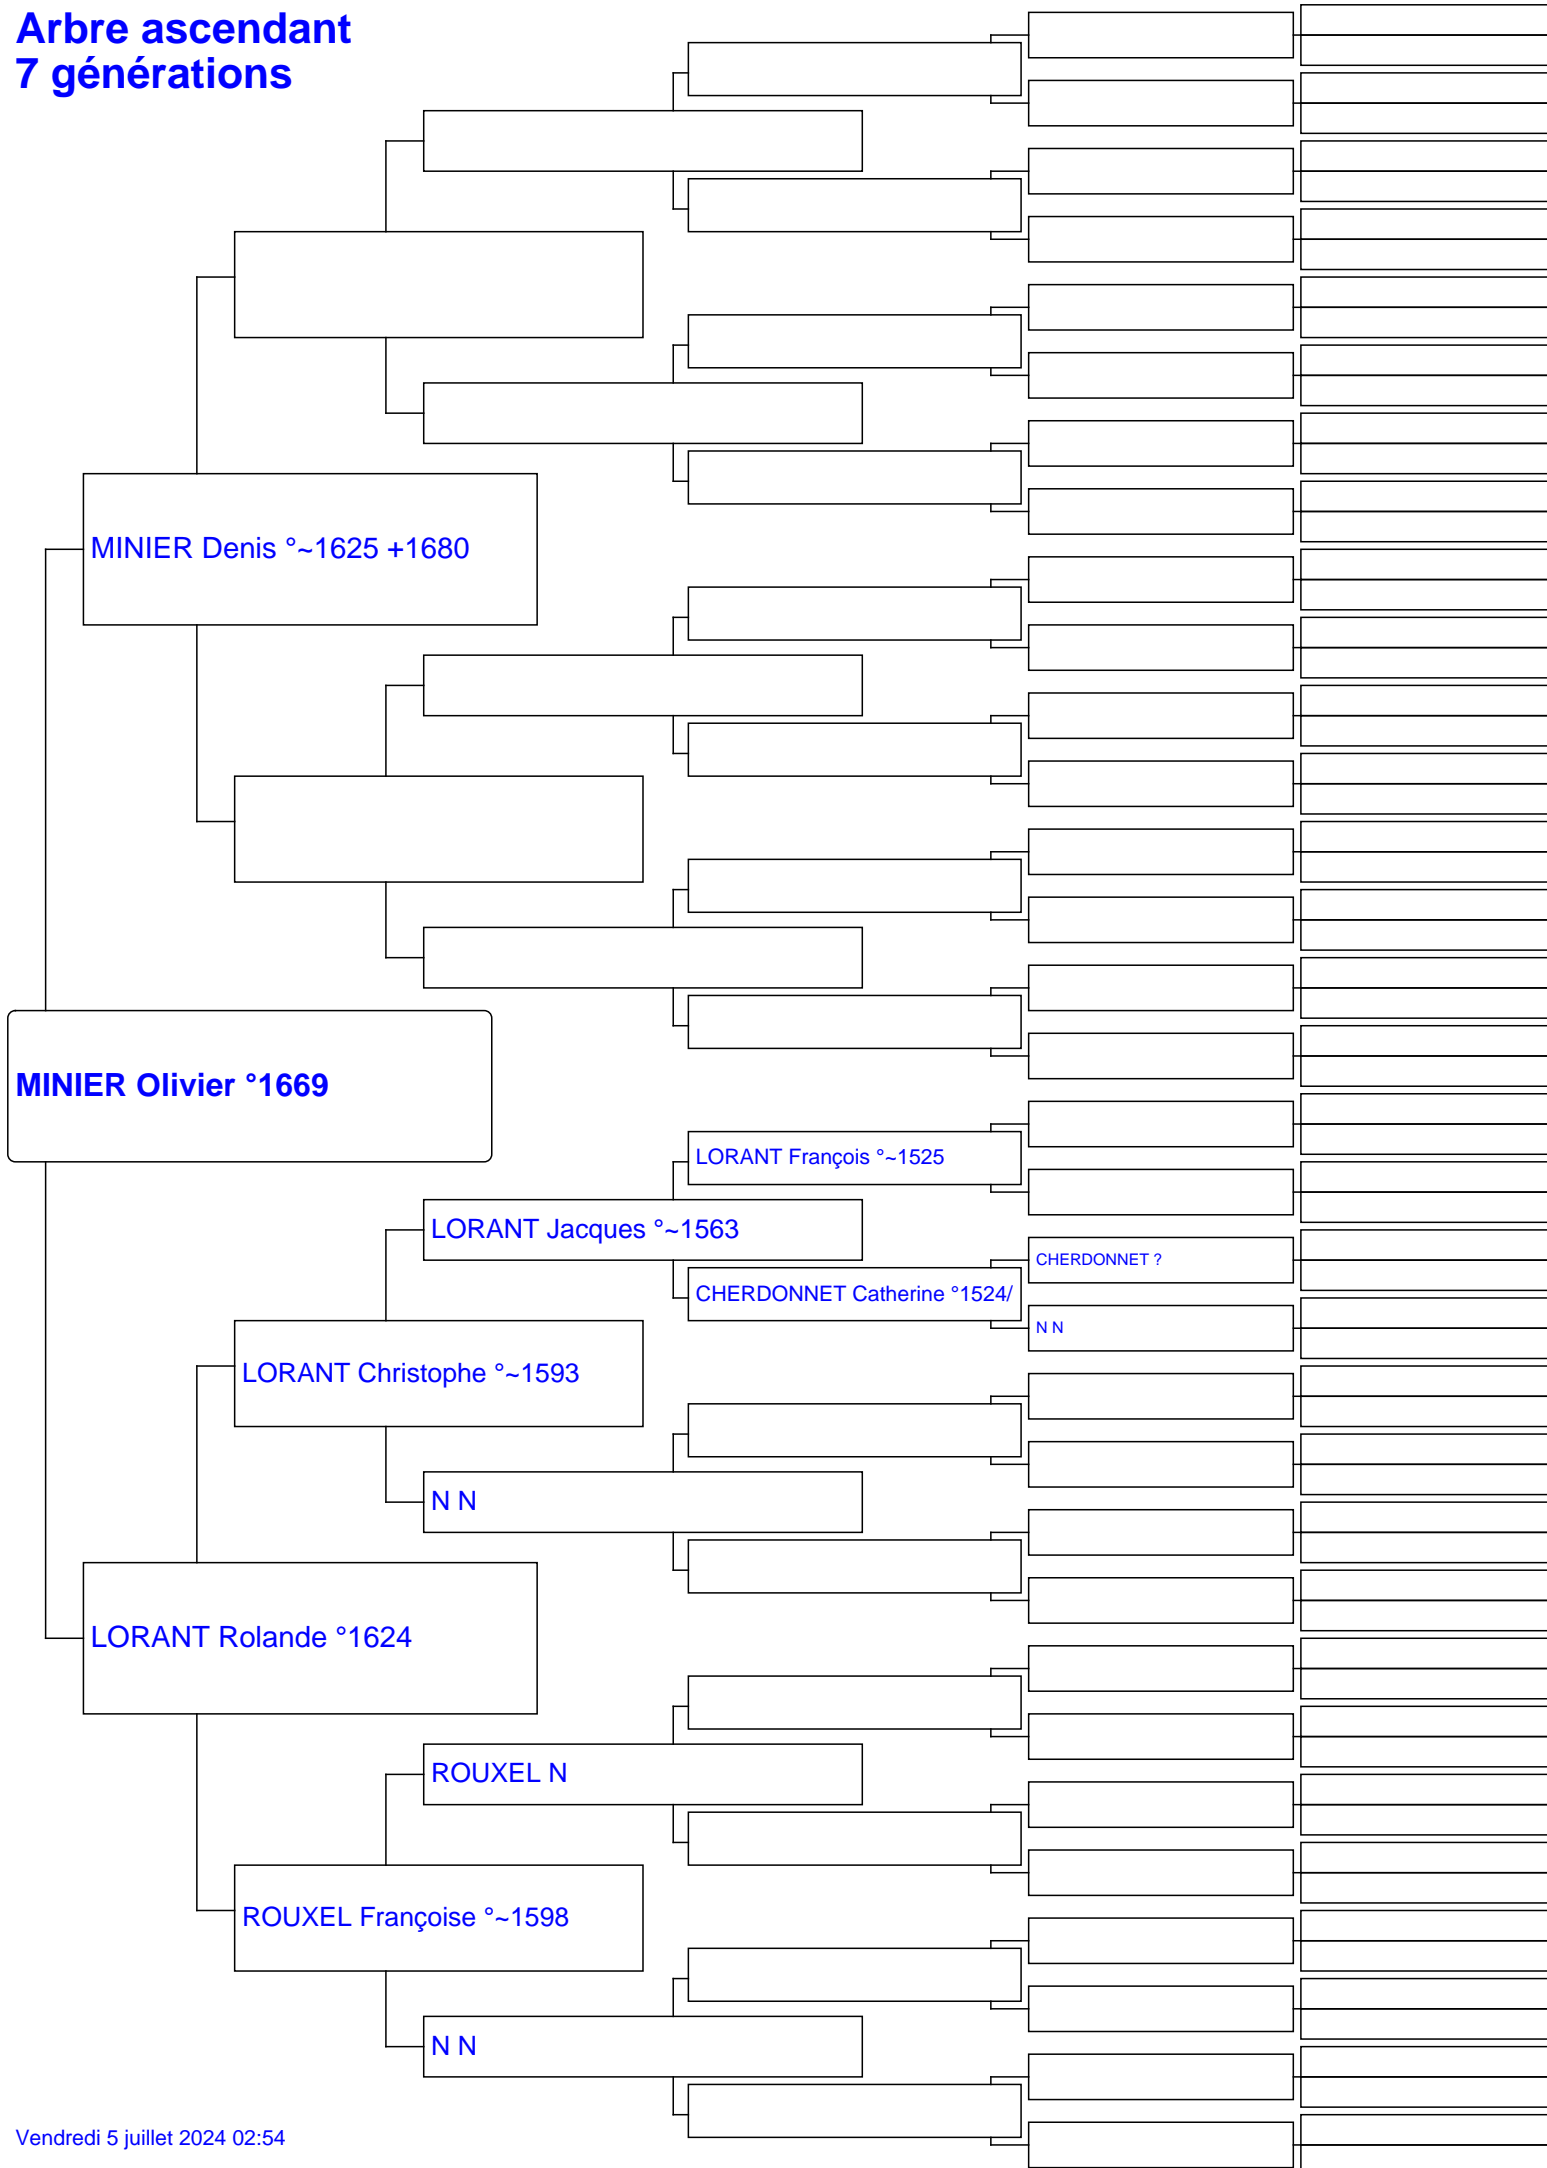 Arbre ascendant
7 générations
MINIER Denis °~1625 +1680
MINIER Olivier °1669
LORANT François °~1525
LORANT Jacques °~1563
CHERDONNET ?
CHERDONNET Catherine °1524/
N N
LORANT Christophe °~1593
N N
LORANT Rolande °1624
ROUXEL N
ROUXEL Françoise °~1598
N N
Vendredi 5 juillet 2024 02:54